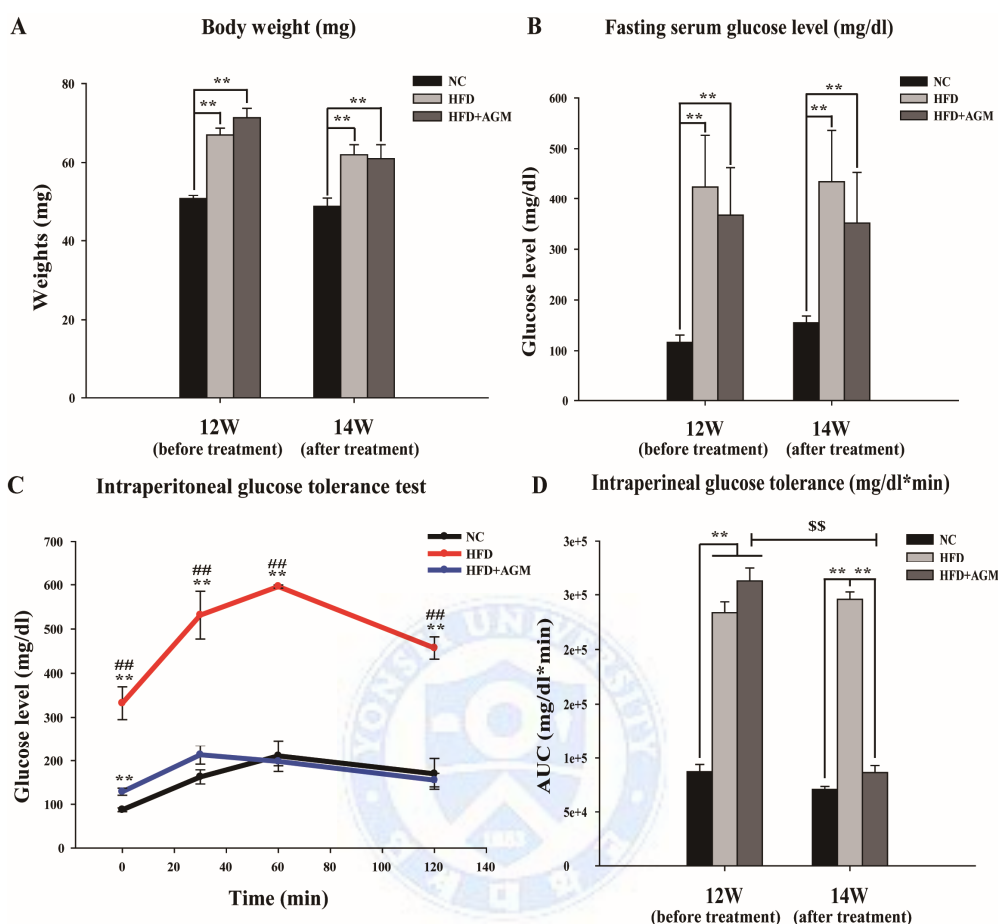 A
Body weight (mg)
NC
HFD
HFD+AGM
80
60
40
20
0
Weights (mg)
**
**
**
**
12W
(before treatment)
14W
(after treatment)
B
Fasting serum glucose level (mg/dl)
NC
HFD
HFD+AGM
600
500
400
300
200
100
0
Glucose level (mg/dl)
**
**
**
**
12W
(before treatment)
14W
(after treatment)
C
Intraperitoneal glucose tolerance test
NC
HFD
HFD+AGM
700
600
500
400
300
200
100
0
Glucose level (mg/dl)
##
**
##
**
##
**
##
**
**
0
20
40
60
80
100
120
140
Time (min)
D
Intraperineal glucose tolerance (mg/dl*min)
NC
HFD
HFD+AGM
3e+5
3e+5
2e+5
2e+5
1e+5
5e+4
0
AUC (mg/dl*min)
**
$$
** **
12W
(before treatment)
14W
(after treatment)
YONSEI UNIVERSITY
1885